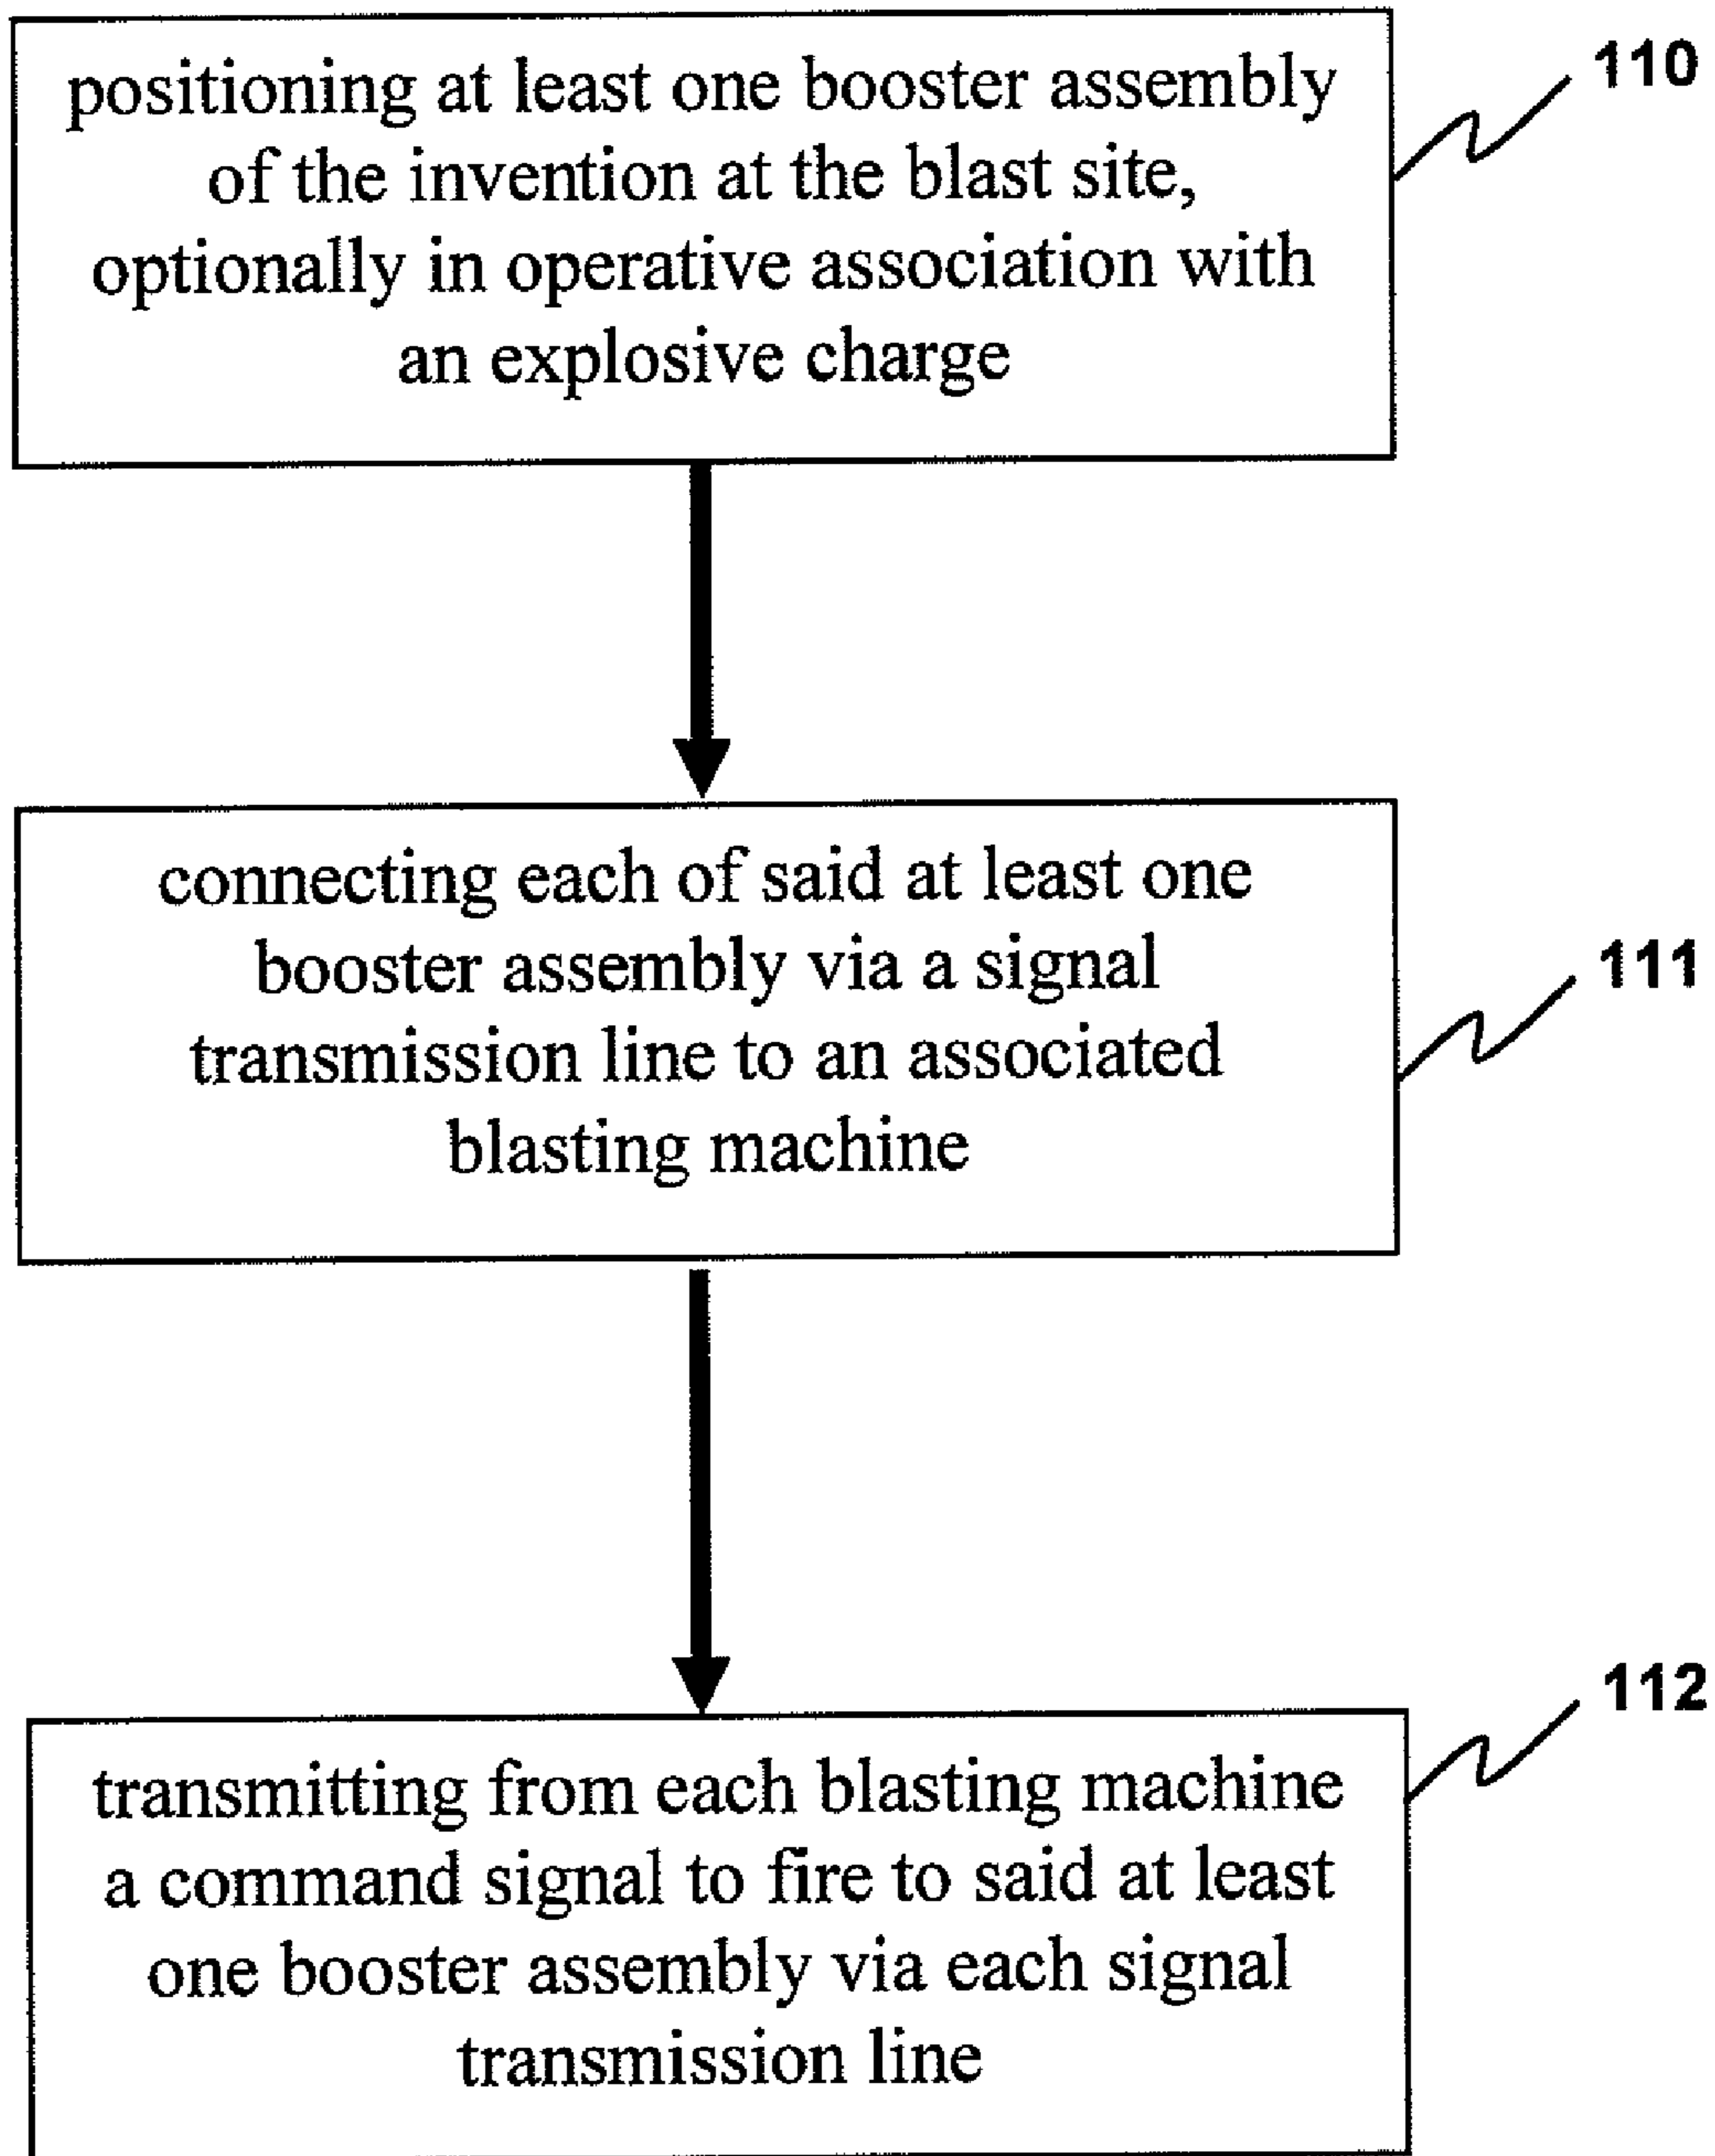 positioning at least one booster assembly
of the invention at the blast site,
optionally in operative association with
an explosive charge
110
connecting each of said at least one
booster assembly via a signal
transmission line to an associated
blasting machine
111
transmitting from each blasting machine
a command signal to fire to said at least
one booster assembly via each signal
transmission line
112